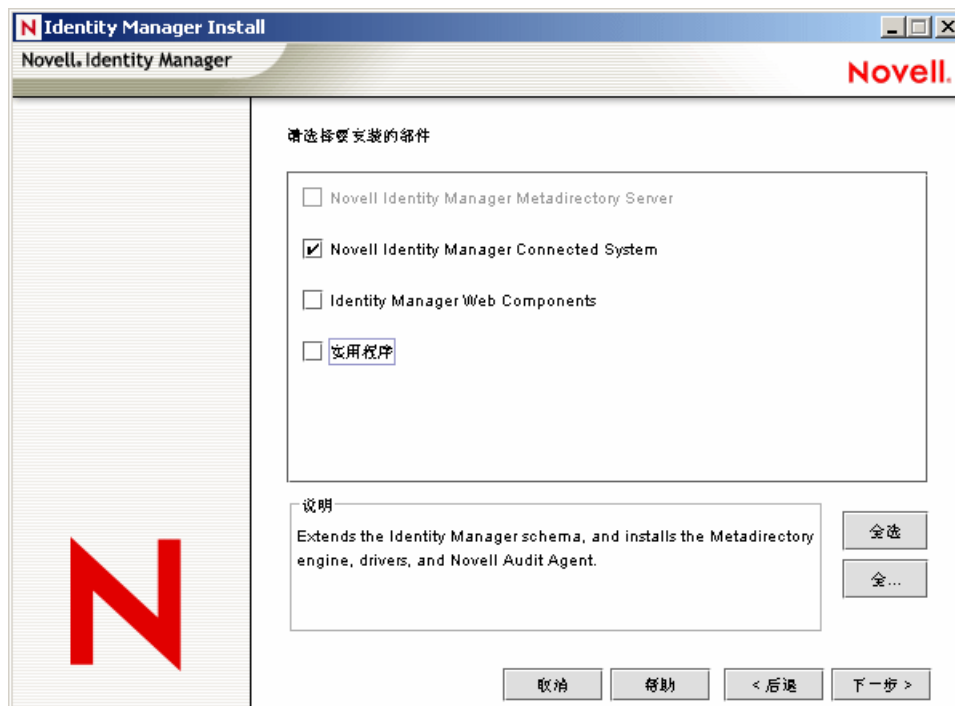 Identity Manager Install
Novell. Identity Manager
Novell.
请选择要安装的部件
Novell Identity Manager Metadirectory Server
Novell Identity Manager Connected System
Identity Manager Web Components
实用程序
说明
Extends the Identity Manager schema, and installs the Metadirectory
engine, drivers, and Novell Audit Agent.
全选
全...
取消
帮助
< 后退
下一步 >